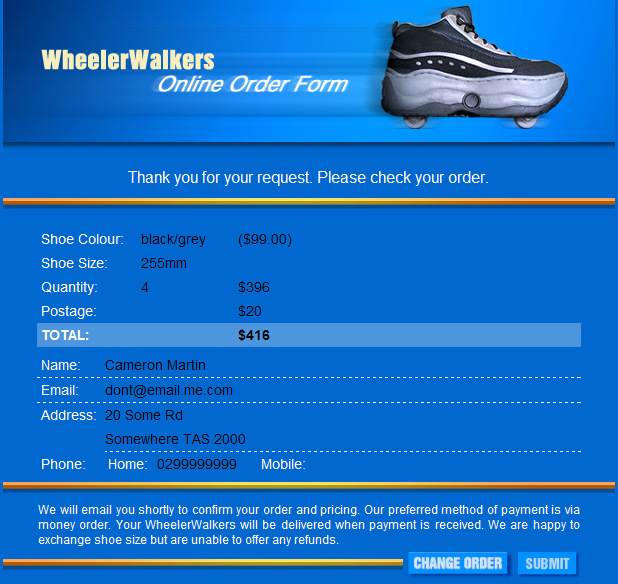 WheelerWalkers
Online Order Form
Thank you for your request. Please check your order.
Shoe Colour: black/grey ($99.00)
Shoe Size: 255mm
Quantity: 4 $396
Postage: $20
TOTAL: $416
Name: Cameron Martin
Email: dont@email.me.com
Address: 20 Some Rd
Somewhere TAS 2000
Phone: Home: 0299999999 Mobile:
We will email you shortly to confirm your order and pricing. Our preferred method of payment is via
money order. Your WheelerWalkers will be delivered when payment is received. We are happy to
exchange shoe size but are unable to offer any refunds.
CHANGE ORDER SUBMIT